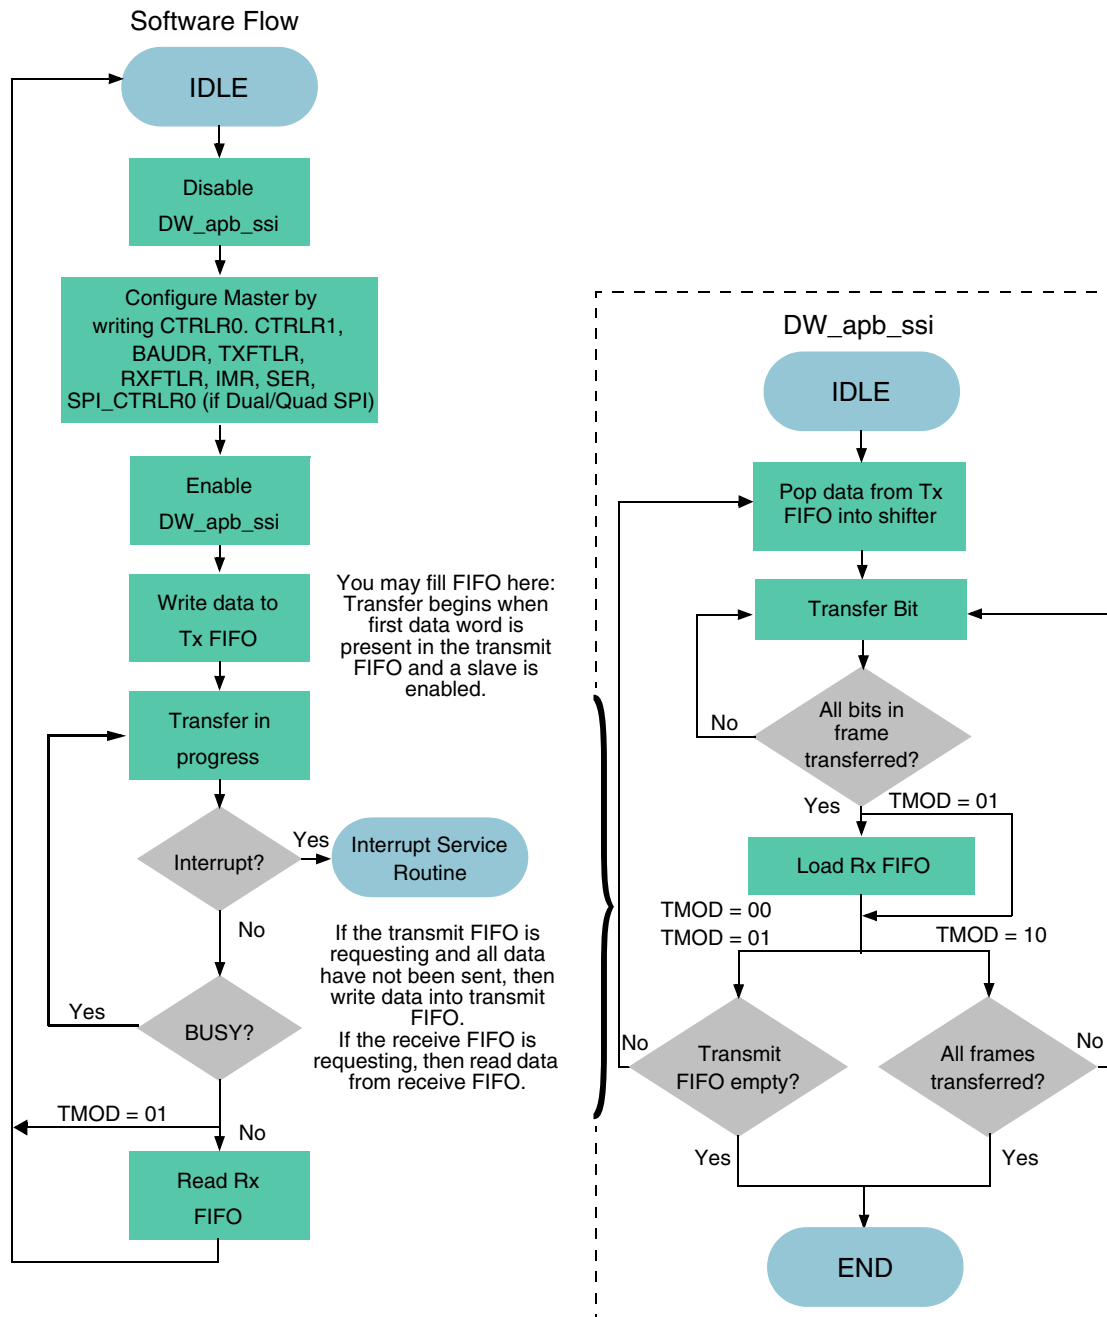 Software Flow
IDLE
Disable
DW_apb_ssi
Configure Master by
writing CTRLR0. CTRLR1,
BAUDR, TXFTLR,
RXFTLR, IMR, SER,
SPI_CTRLR0 (if Dual/Quad SPI)
Enable
DW_apb_ssi
Write data to
Tx FIFO
You may fill FIFO here:
Transfer begins when
first data word is
present in the transmit
FIFO and a slave is
enabled.
Transfer in
progress
Interrupt?
Yes
Interrupt Service
Routine
No
If the transmit FIFO is
requesting and all data
have not been sent, then
write data into transmit
FIFO.
If the receive FIFO is
requesting, then read data
from receive FIFO.
BUSY?
Yes
TMOD = 01
No
Read Rx
FIFO
DW_apb_ssi
IDLE
Pop data from Tx
FIFO into shifter
Transfer Bit
All bits in
frame
transferred?
No
Yes
TMOD = 01
Load Rx FIFO
TMOD = 00
TMOD = 01
TMOD = 10
Transmit
FIFO empty?
No
All frames
transferred?
No
Yes
Yes
END